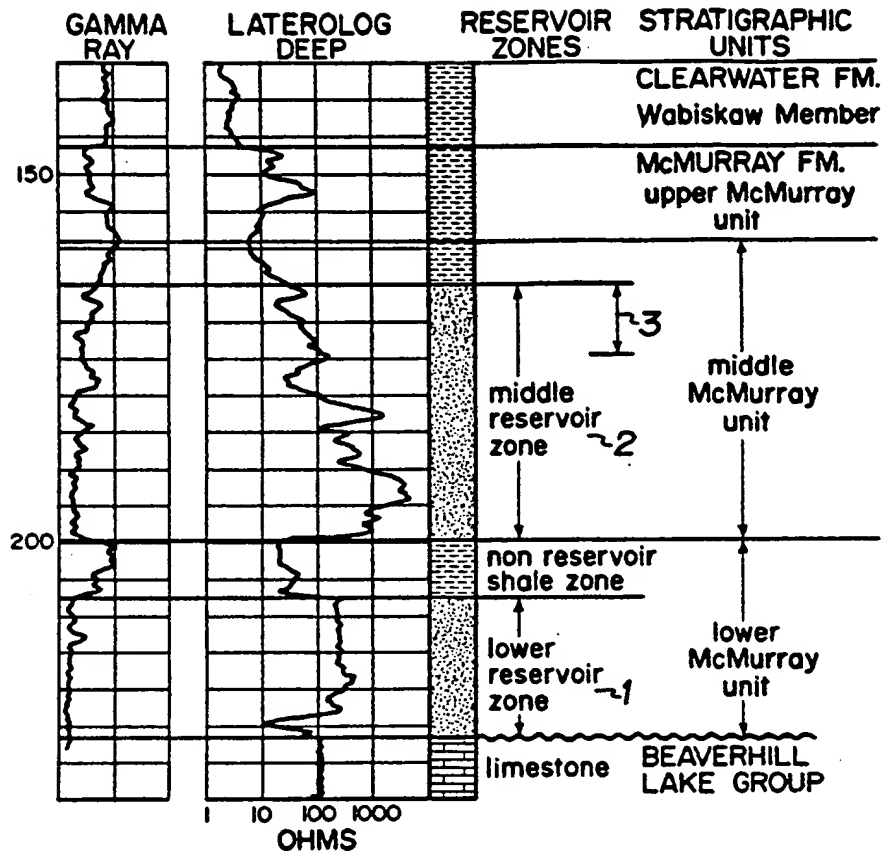 GAMMA RAY
LATEROLOG DEEP
RESERVOIR ZONES
STRATIGRAPHIC UNITS
CLEARWATER FM.
Wabiskaw Member
150
McMURRAY FM.
upper McMurray
unit
3
middle
reservoir
zone
2
middle
McMurray
unit
200
non reservoir
shale zone
lower
reservoir
zone
1
lower
McMurray
unit
limestone
BEAVERHILL
LAKE GROUP
1 10 100 1000
OHMS